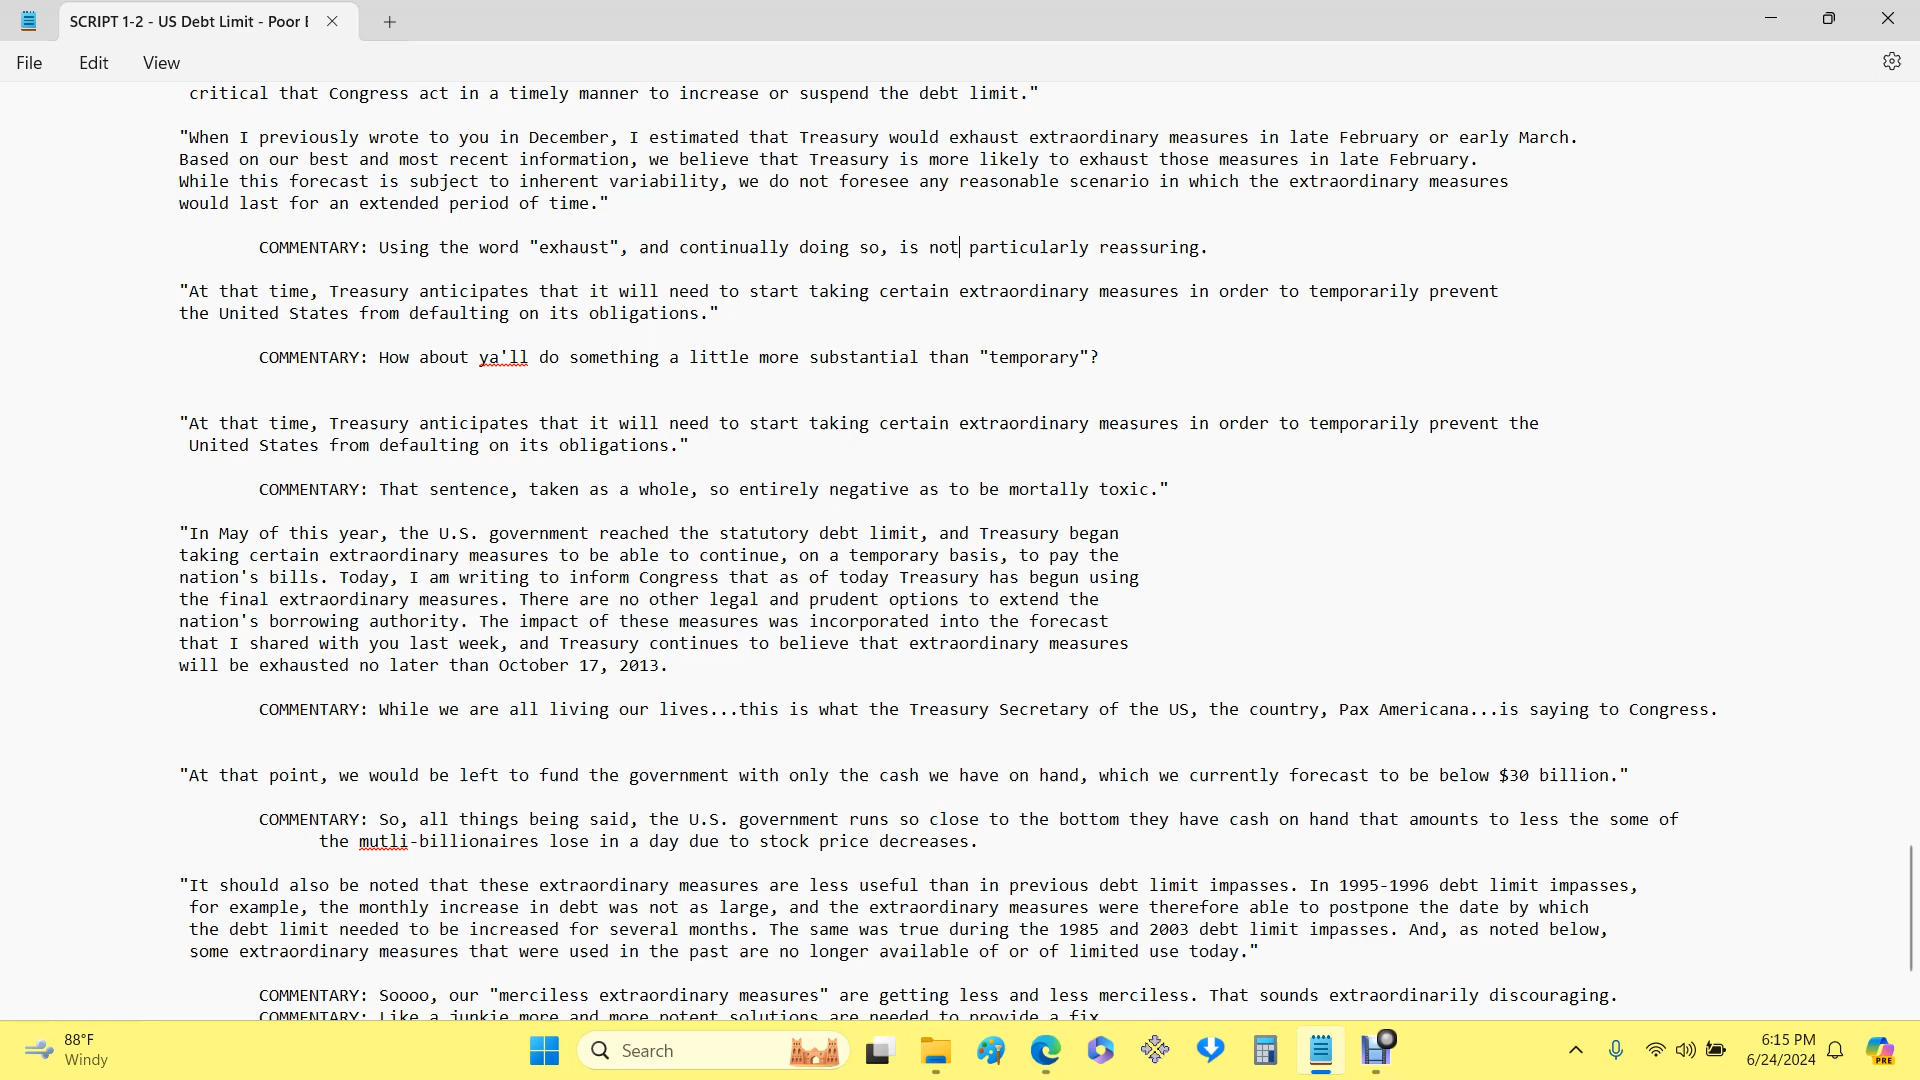 SCRIPT 1-2 - US Debt Limit - Poor
File Edit View
critical that Congress act in a timely manner to increase or suspend the debt limit."
"When I previously wrote to you in December, I estimated that Treasury would exhaust extraordinary measures in late February or early March.
Based on our best and most recent information, we believe that Treasury is more likely to exhaust those measures in late February.
While this forecast is subject to inherent variability, we do not foresee any reasonable scenario in which the extraordinary measures
would last for an extended period of time."
COMMENTARY: Using the word "exhaust", and continually doing so, is not particularly reassuring.
"At that time, Treasury anticipates that it will need to start taking certain extraordinary measures in order to temporarily prevent
the United States from defaulting on its obligations."
COMMENTARY: How about ya'll do something a little more substantial than "temporary"?
"At that time, Treasury anticipates that it will need to start taking certain extraordinary measures in order to temporarily prevent the
United States from defaulting on its obligations."
COMMENTARY: That sentence, taken as a whole, so entirely negative as to be mortally toxic."
"In May of this year, the U.S. government reached the statutory debt limit, and Treasury began
taking certain extraordinary measures to be able to continue, on a temporary basis, to pay the
nation's bills. Today, I am writing to inform Congress that as of today Treasury has begun using
the final extraordinary measures. There are no other legal and prudent options to extend the
nation's borrowing authority. The impact of these measures was incorporated into the forecast
that I shared with you last week, and Treasury continues to believe that extraordinary measures
will be exhausted no later than October 17, 2013.
COMMENTARY: While we are all living our lives...this is what the Treasury Secretary of the US, the country, Pax Americana...is saying to Congress.
"At that point, we would be left to fund the government with only the cash we have on hand, which we currently forecast to be below $30 billion."
COMMENTARY: So, all things being said, the U.S. government runs so close to the bottom they have cash on hand that amounts to less the some of
the mutli-billionaires lose in a day due to stock price decreases.
"It should also be noted that these extraordinary measures are less useful than in previous debt limit impasses. In 1995-1996 debt limit impasses,
for example, the monthly increase in debt was not as large, and the extraordinary measures were therefore able to postpone the date by which
the debt limit needed to be increased for several months. The same was true during the 1985 and 2003 debt limit impasses. And, as noted below,
some extraordinary measures that were used in the past are no longer available of or of limited use today."
COMMENTARY: Soooo, our "merciless extraordinary measures" are getting less and less merciless. That sounds extraordinarily discouraging.
COMMENTARY: Like a junkie more and more potent solutions are needed to provide a fix
88°F
Windy
Search
6:15 PM
6/24/2024
PRE